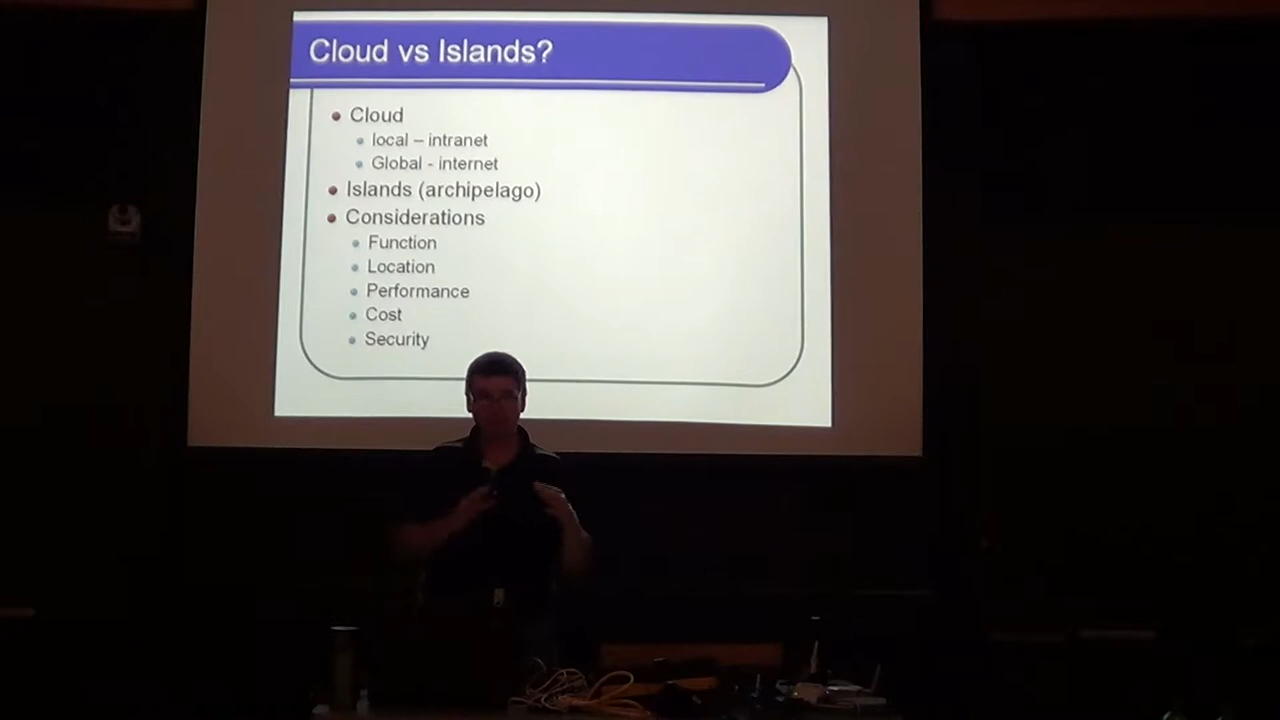 Cloud vs Islands?
Cloud
local – intranet
Global - internet
Islands (archipelago)
Considerations
Function
Location
Performance
Cost
Security